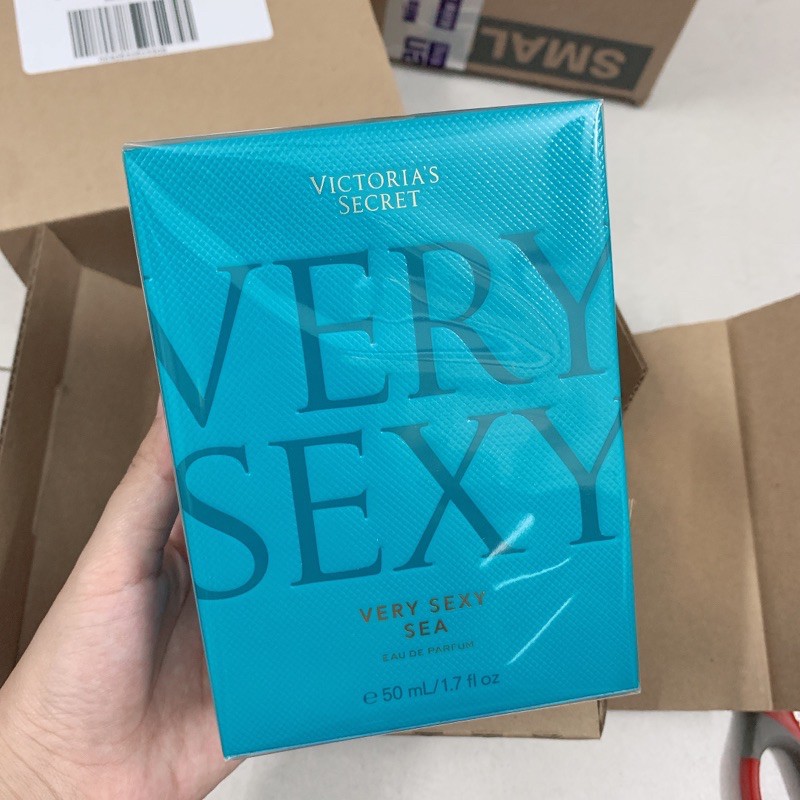 SMAL
VICTORIA'S
SECRET
VERY
SEXY
VERY SEXY
SEA
EAU DE PARFUM
℮ 50 mL/1.7 fl oz